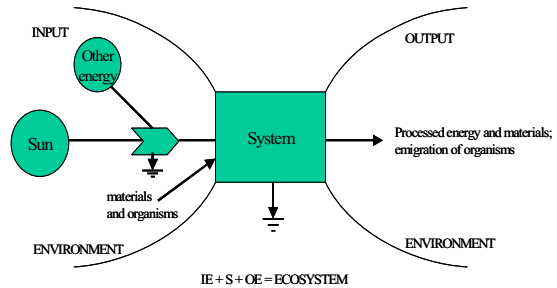 INPUT
OUTPUT
Other
energy
Sun
System
Processed energy and materials;
emigration of organisms
materials
and organisms
ENVIRONMENT
ENVIRONMENT
IE + S + OE = ECOSYSTEM